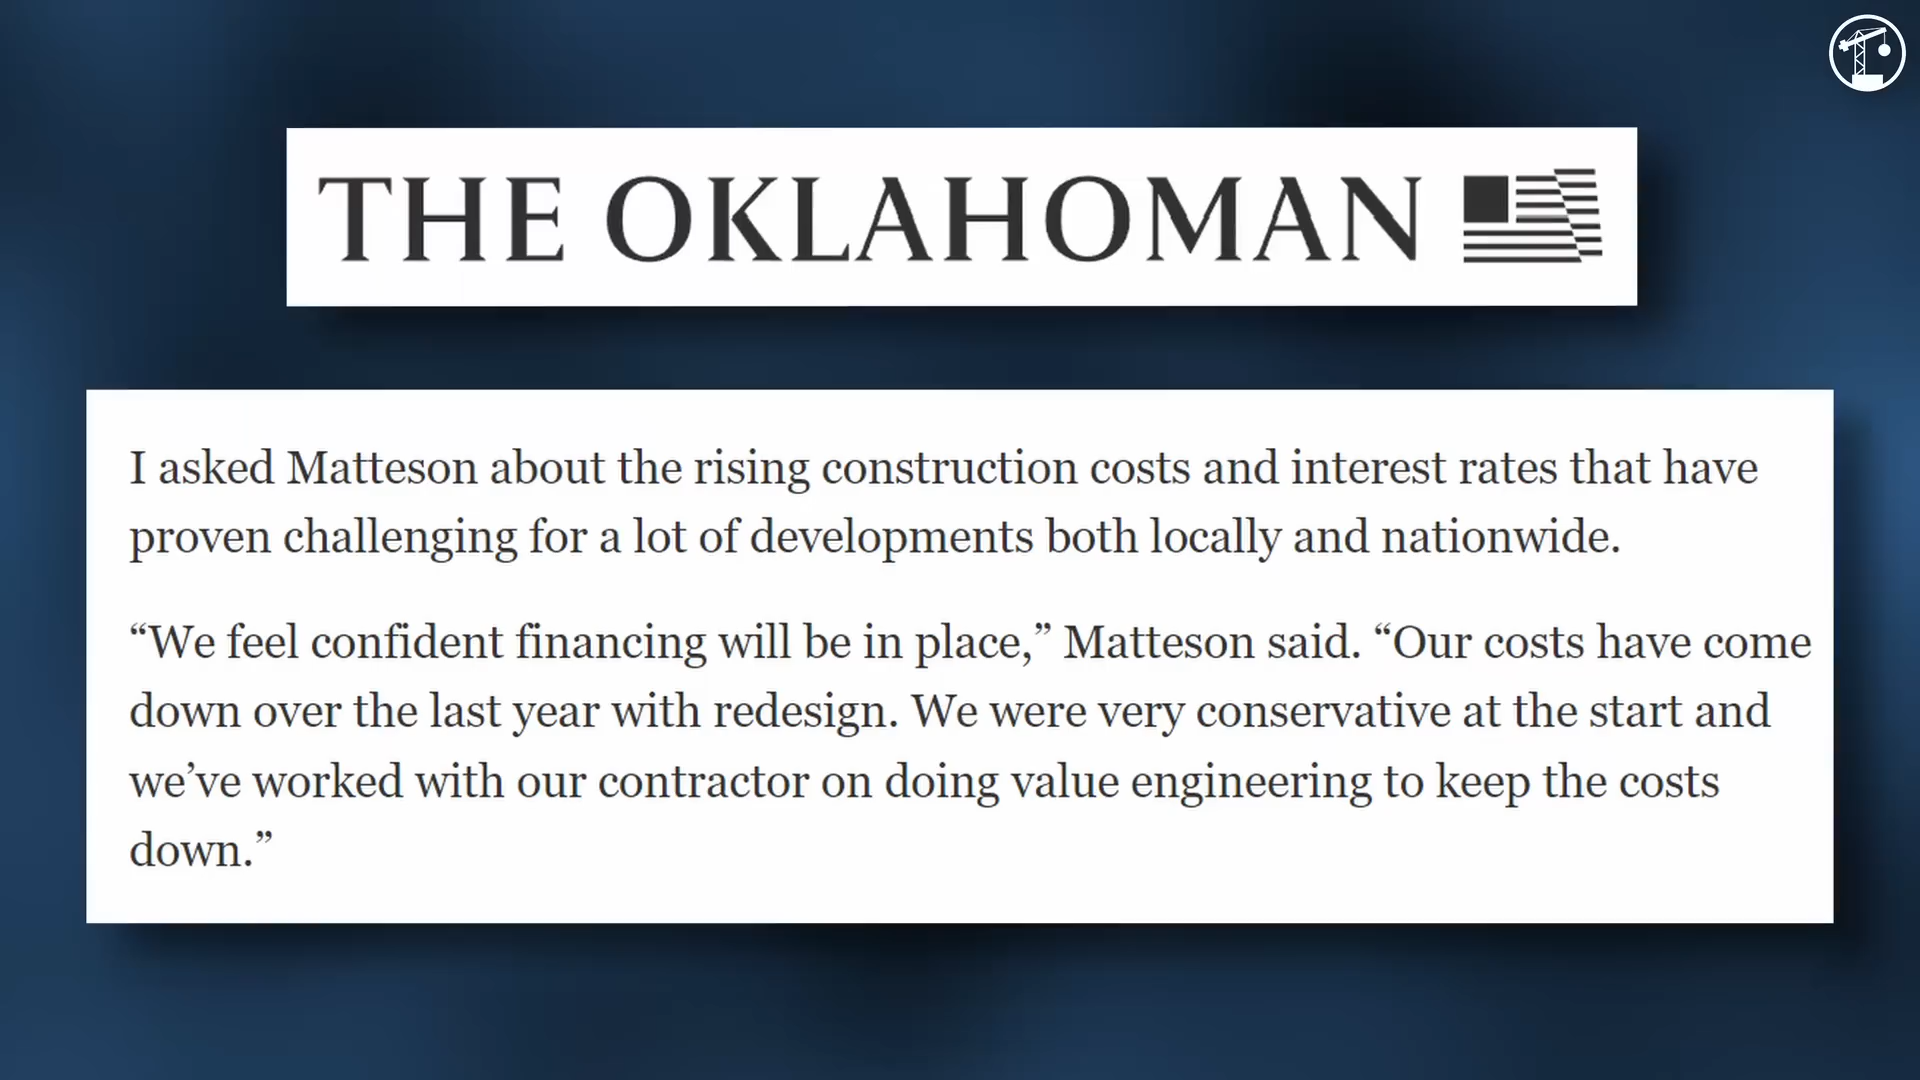 THE OKLAHOMAN
I asked Matteson about the rising construction costs and interest rates that have
proven challenging for a lot of developments both locally and nationwide.
“We feel confident financing will be in place,” Matteson said. “Our costs have come
down over the last year with redesign. We were very conservative at the start and
we’ve worked with our contractor on doing value engineering to keep the costs
down.”